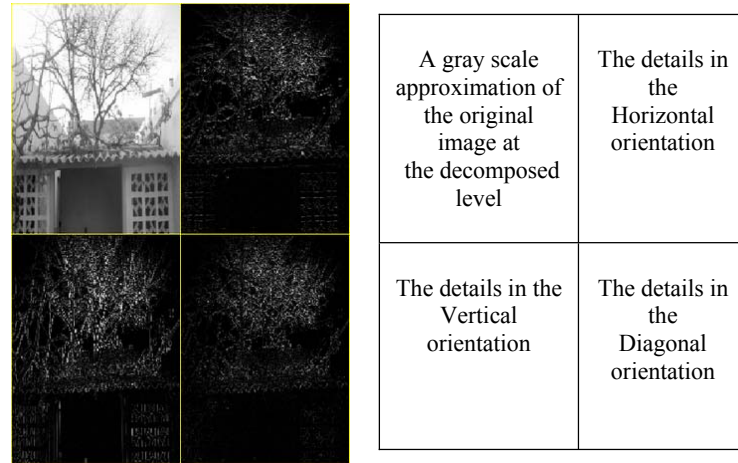 A gray scale
approximation of
the original
image at
the decomposed
level
The details in
the
Horizontal
orientation
The details in the
Vertical
orientation
The details in
the
Diagonal
orientation